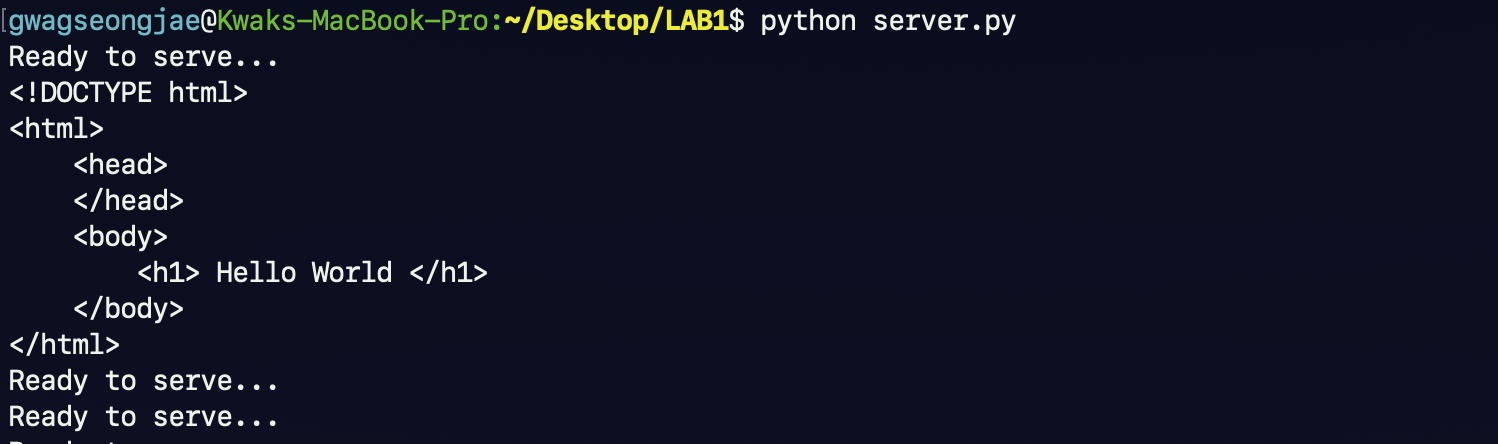 [gwagseongjae@Kwaks-MacBook-Pro:~/Desktop/LAB1$ python server.py
Ready to serve...
<!DOCTYPE html>
<html>
    <head>
    </head>
    <body>
        <h1> Hello World </h1>
    </body>
</html>
Ready to serve...
Ready to serve...